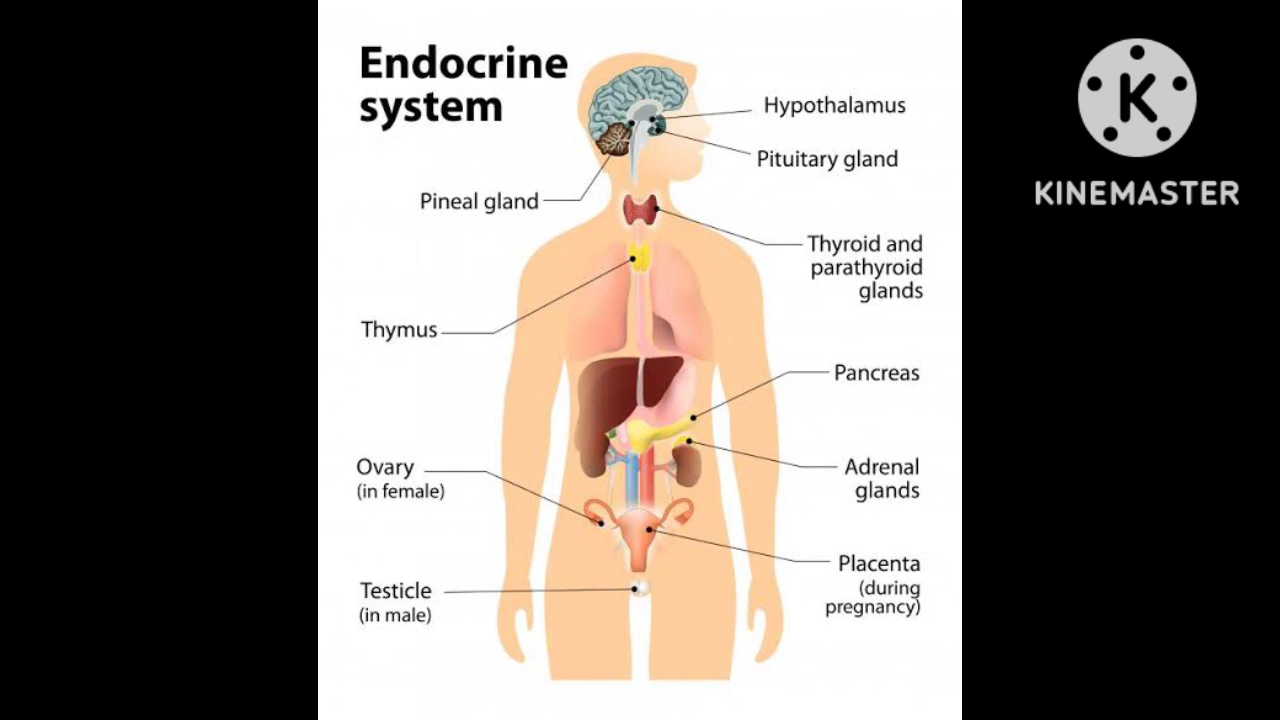 Endocrine
system
Hypothalamus
Pituitary gland
Pineal gland
Thyroid and
parathyroid
glands
Thymus
Pancreas
Ovary
(in female)
Adrenal
glands
Placenta
(during
pregnancy)
Testicle
(in male)
K
KINEMASTER